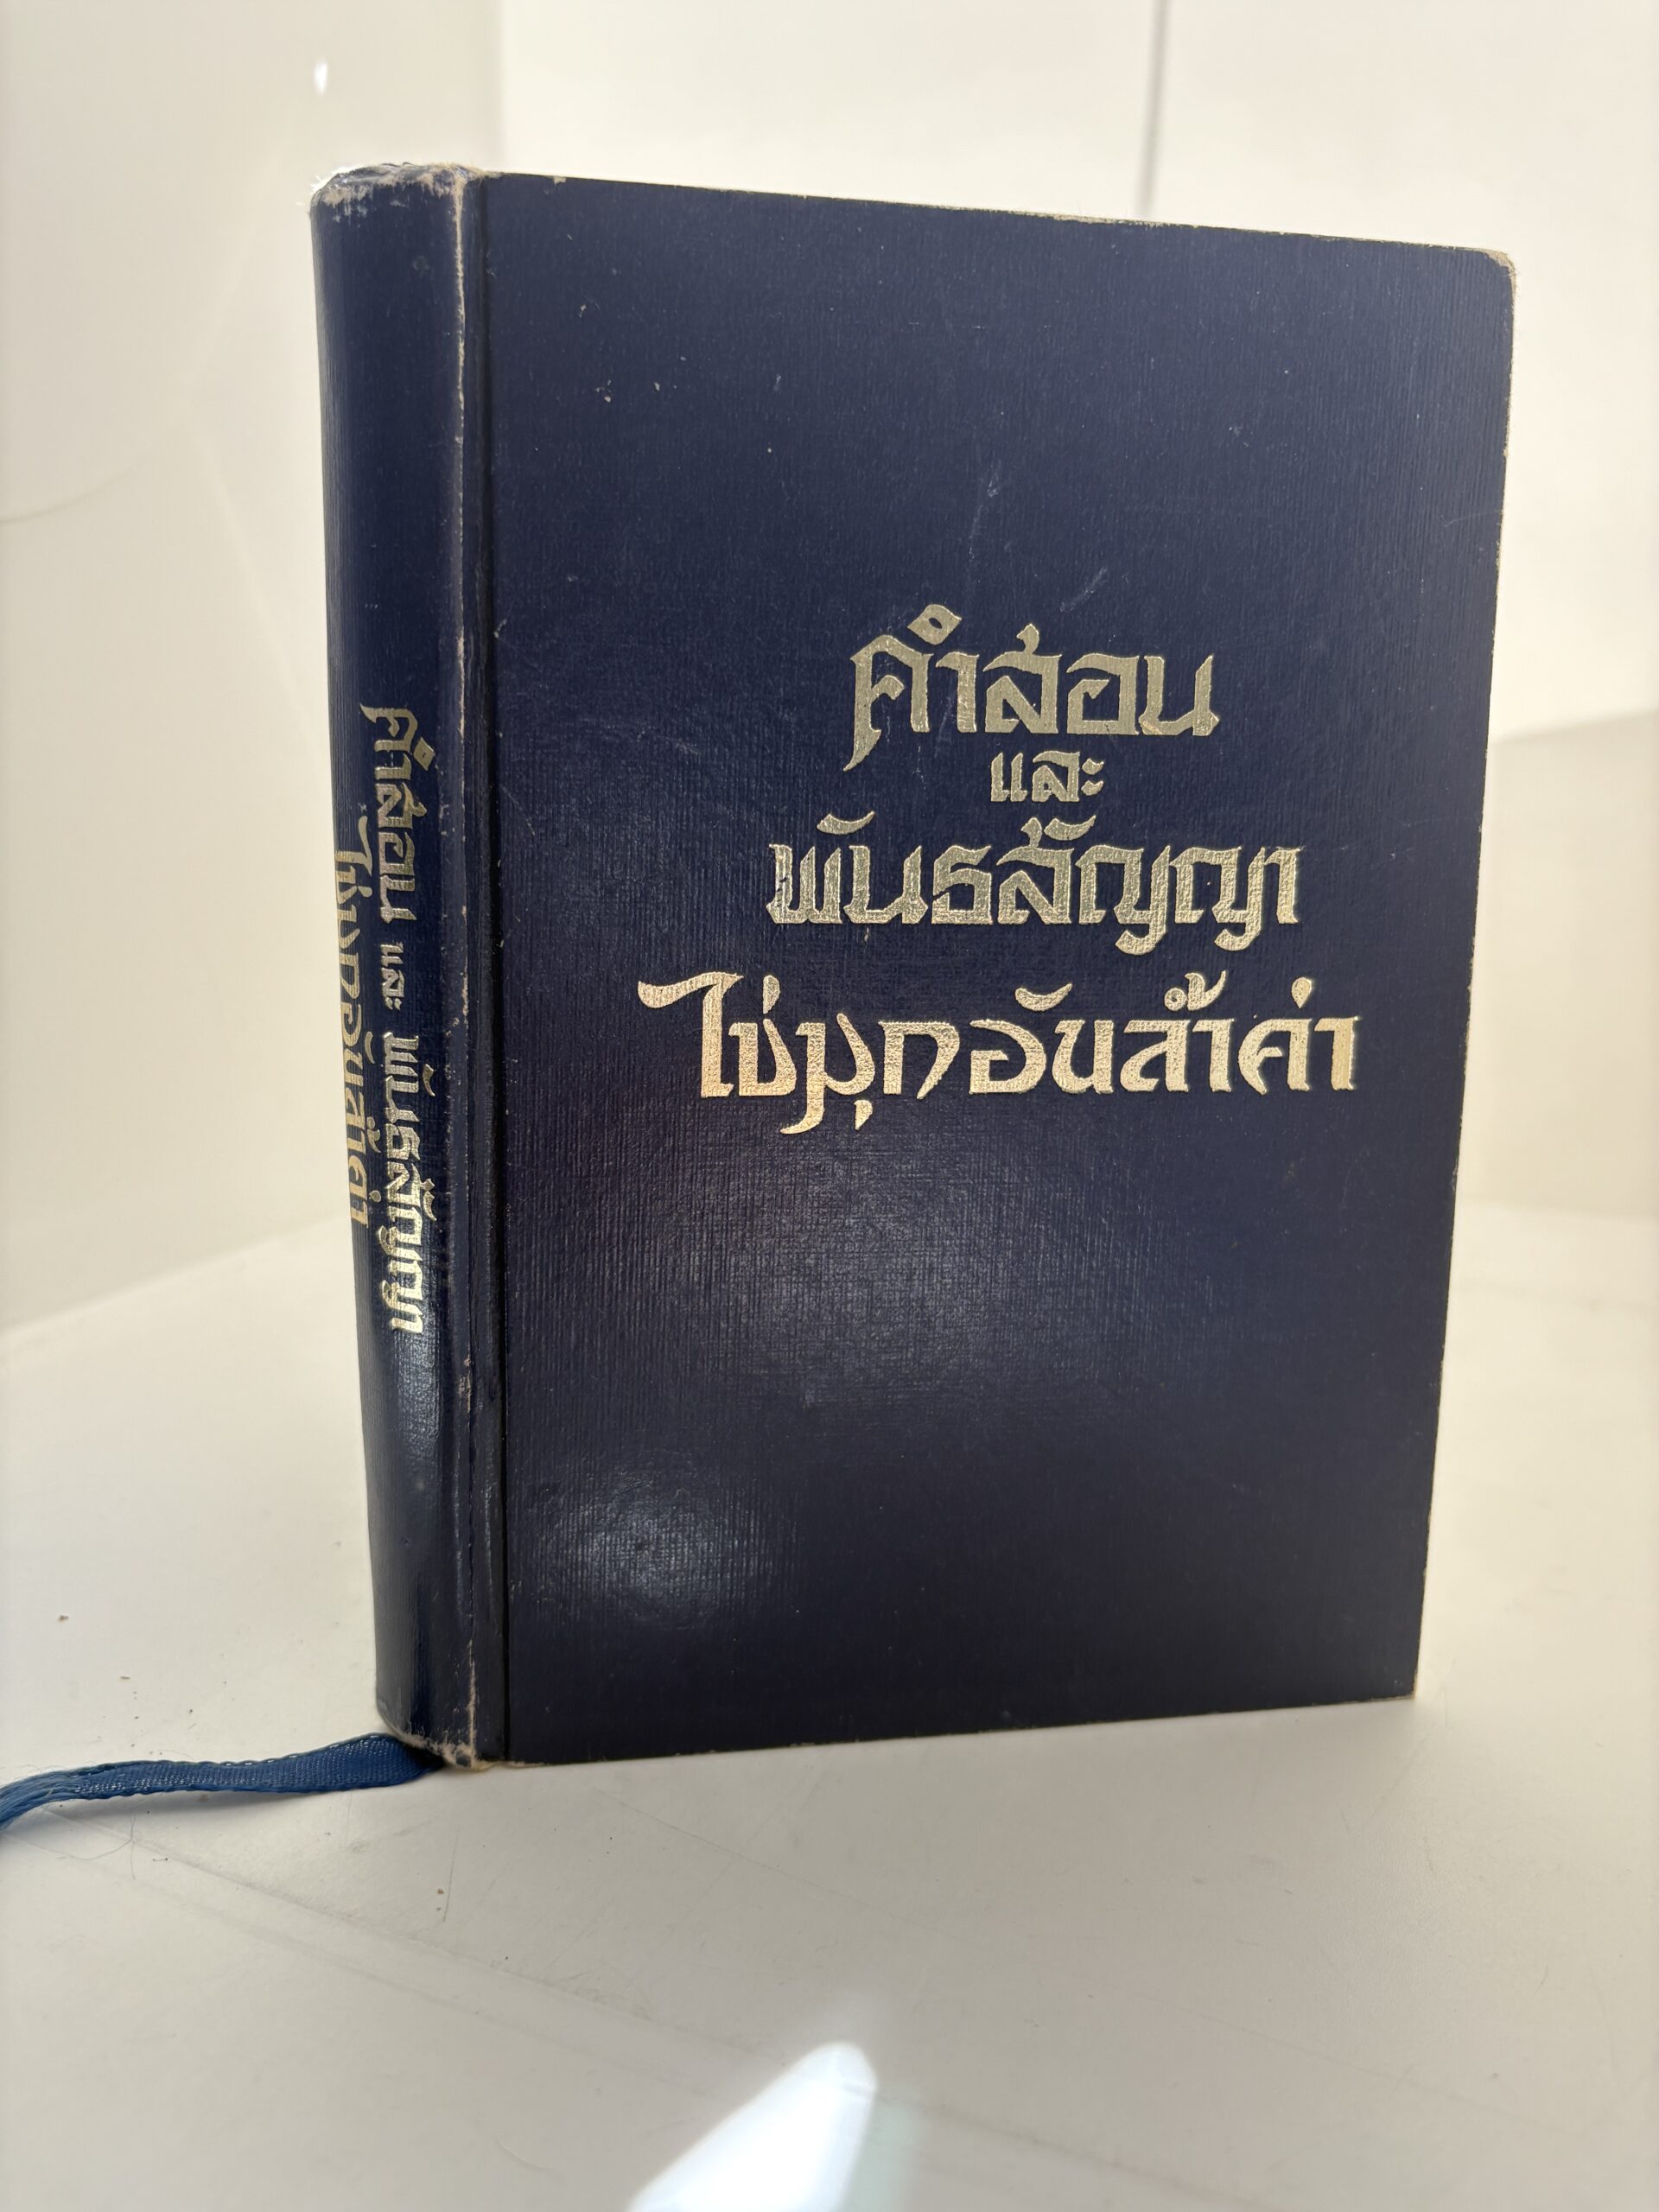 คำสอน
และ
พันธสัญญา
ไข่มุกอันล้ำค่า
คำสอน และ พันธสัญญา
ไข่มุกอันล้ำค่า